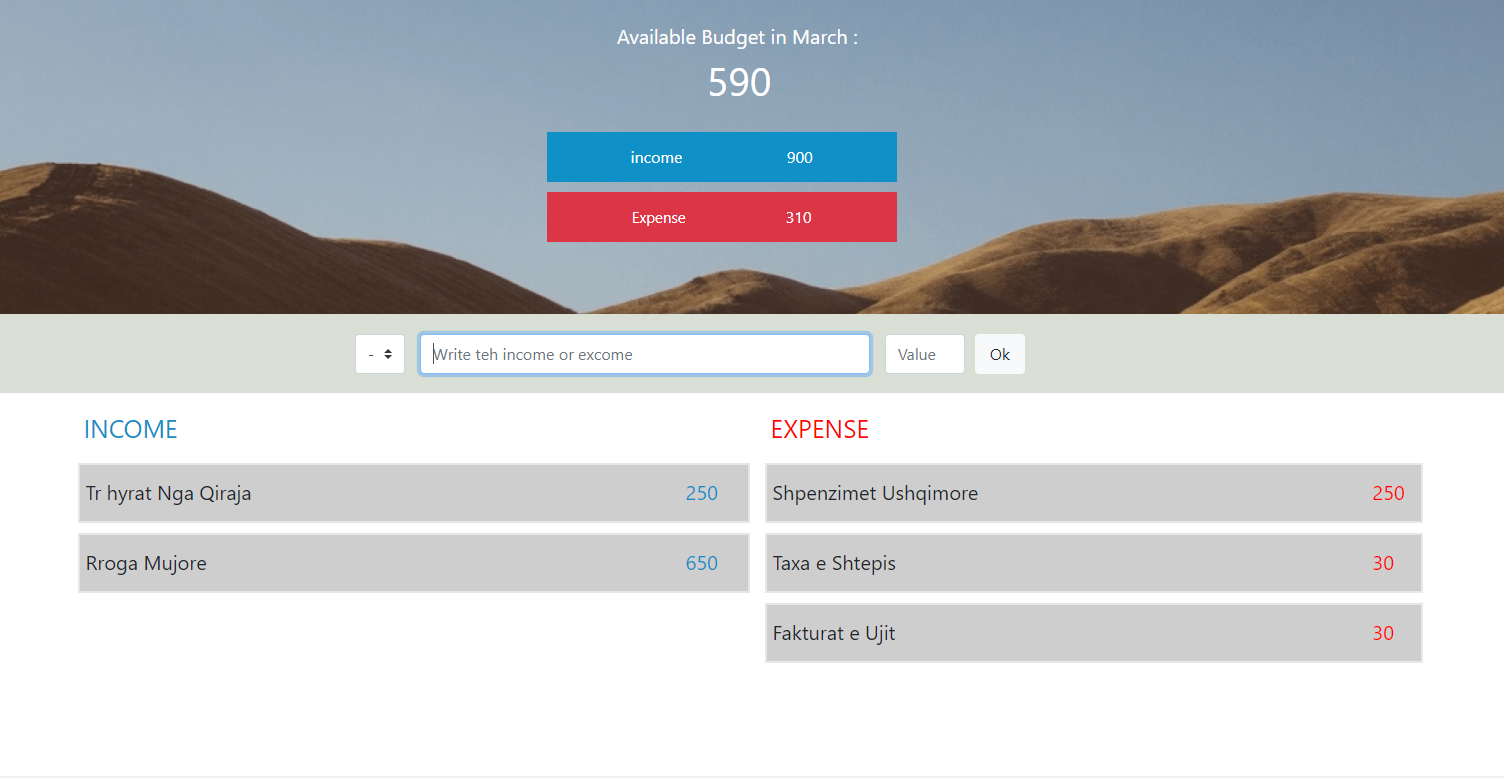 Available Budget in March :
590
income 900
Expense 310
- Write teh income or excome Value Ok
INCOME
Tr hyrat Nga Qiraja 250
Rroga Mujore 650
EXPENSE
Shpenzimet Ushqimore 250
Taxa e Shtepis 30
Fakturat e Ujit 30